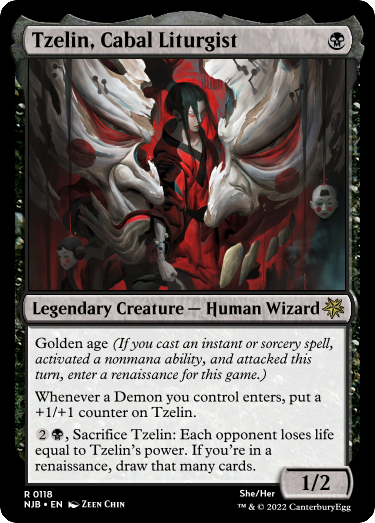 Tzelin, Cabal Liturgist
Legendary Creature — Human Wizard
Golden age (If you cast an instant or sorcery spell,
activated a nonmana ability, and attacked this
turn, enter a renaissance for this game.)
Whenever a Demon you control enters, put a
+1/+1 counter on Tzelin.
2 , Sacrifice Tzelin: Each opponent loses life
equal to Tzelin's power. If you're in a
renaissance, draw that many cards.
1/2
R 0118
She/Her
NJB • EN Zeen Chin
™ & © 2022 CanterburyEgg